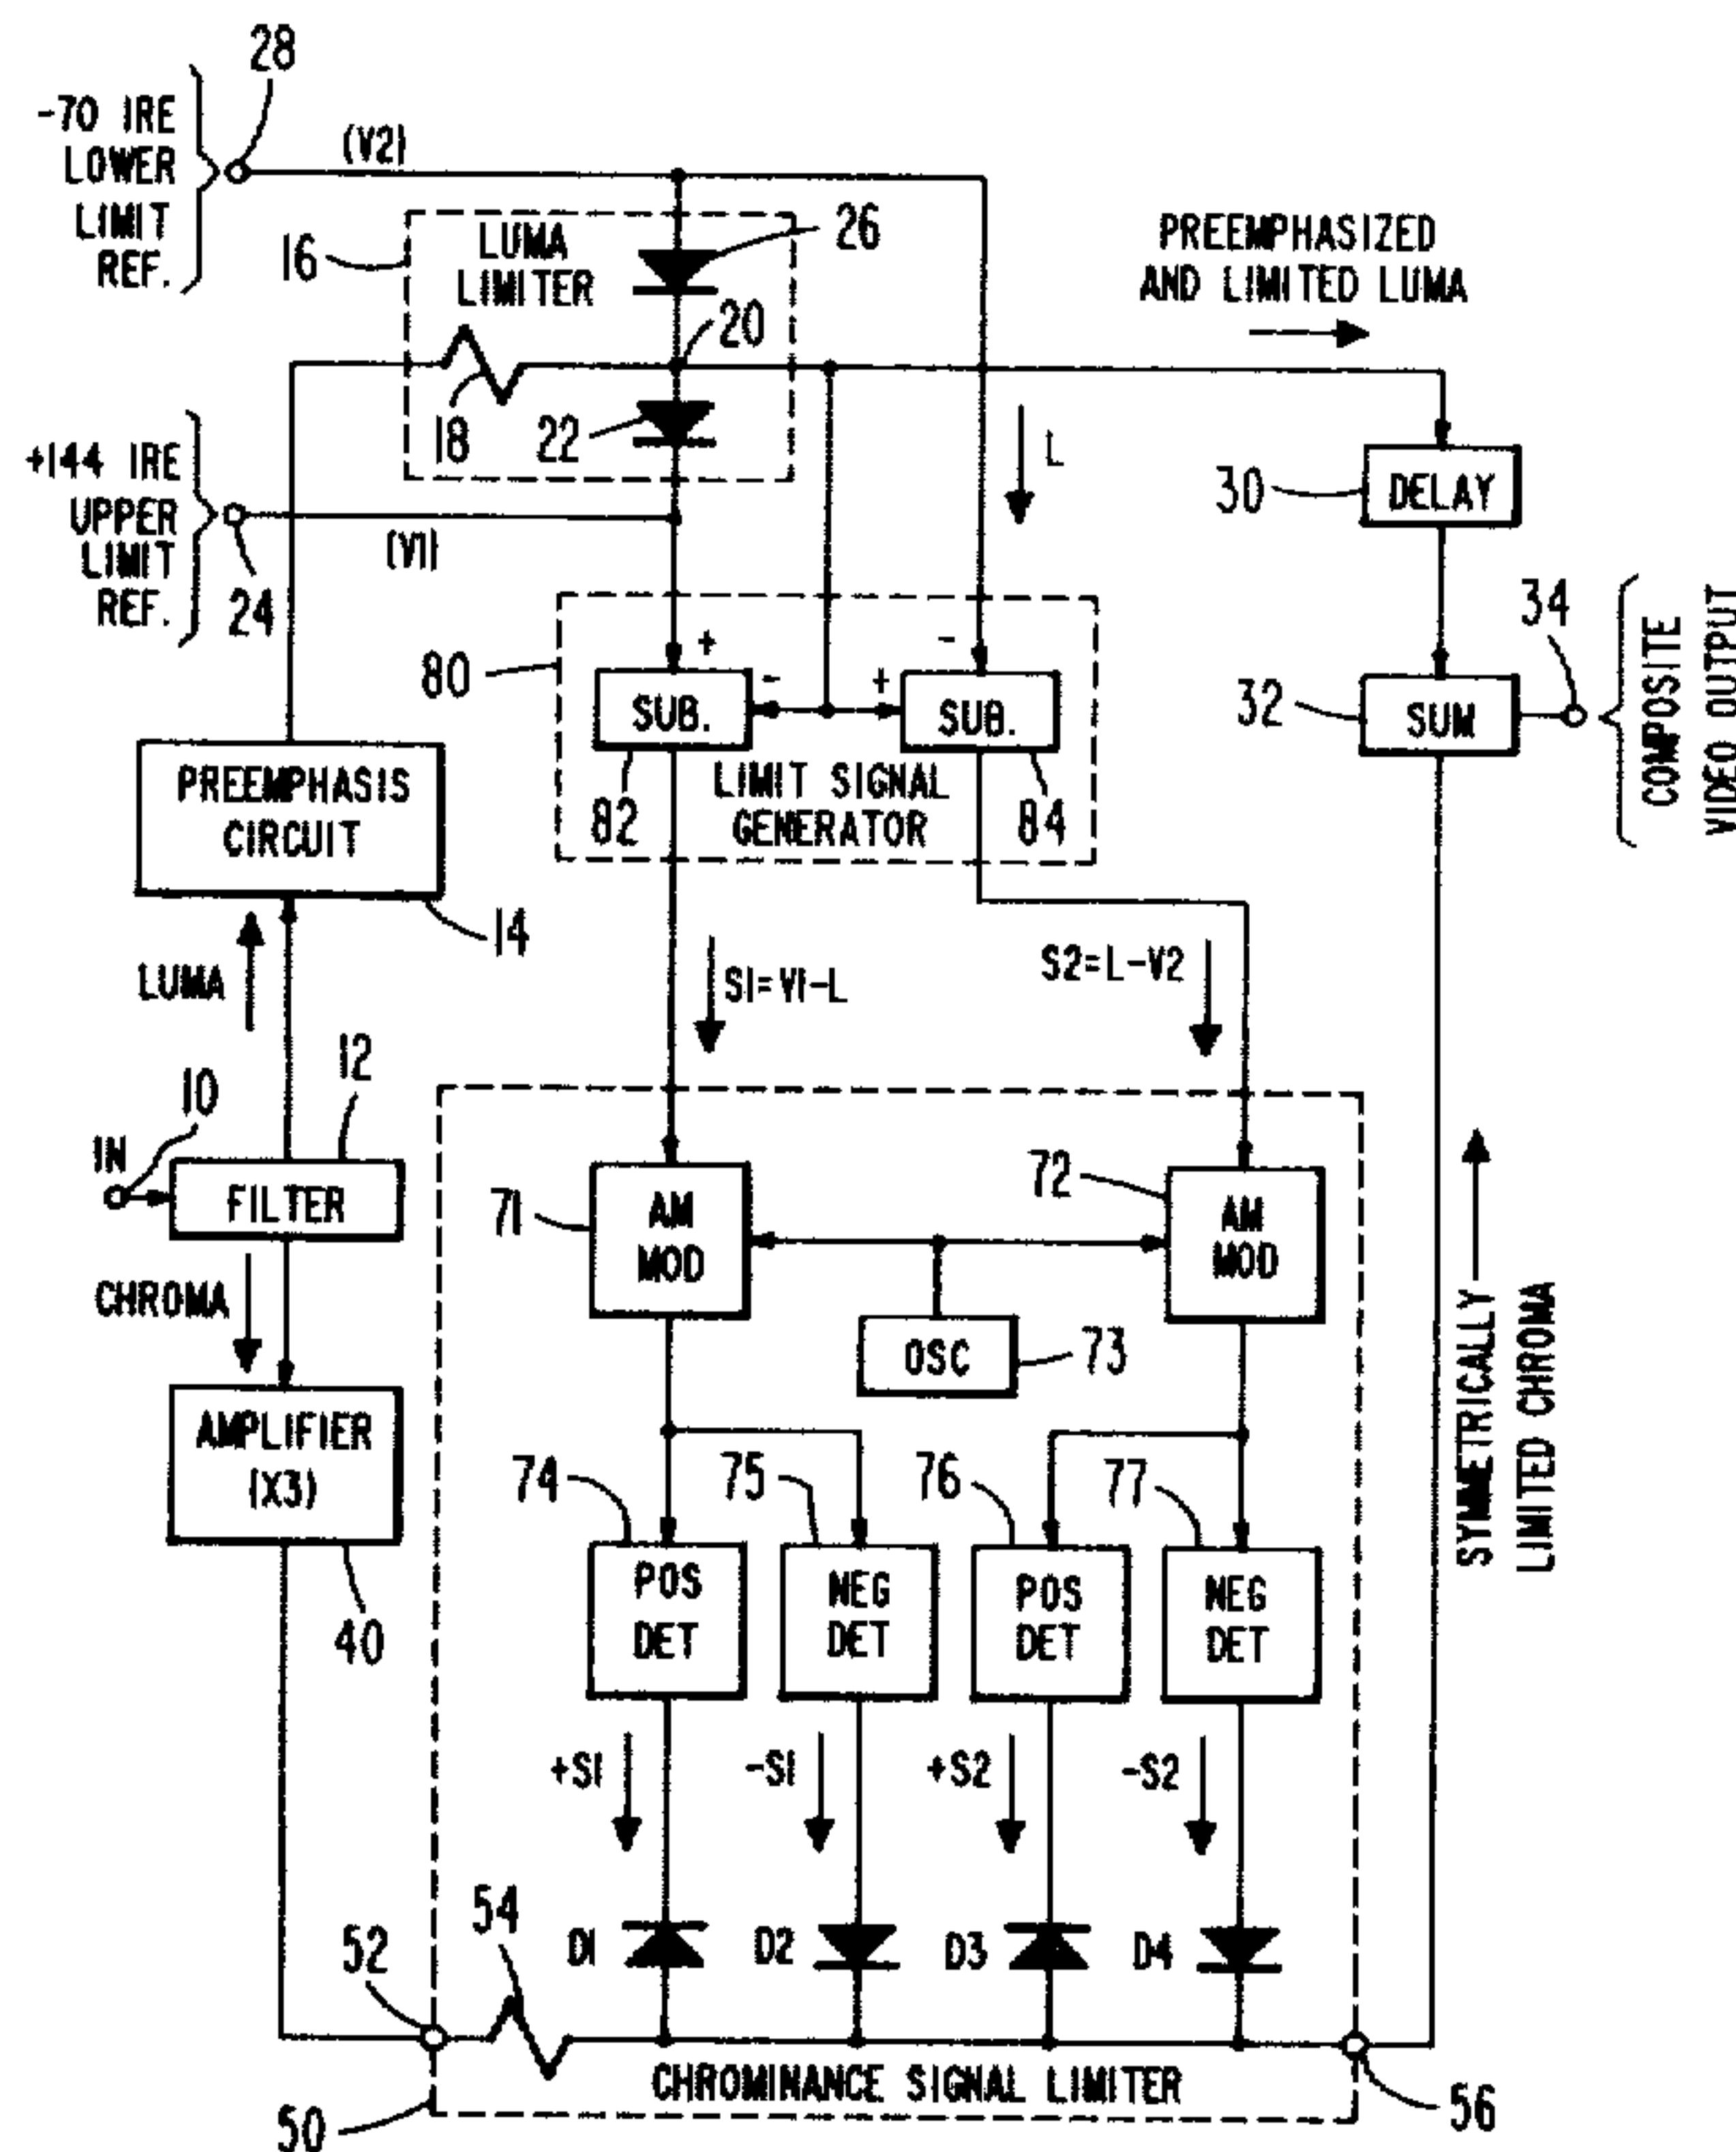 28
-70 IRE
LOWER
LIMIT
REF.
(V2)
16
LUMA
LIMITER
26
20
18
22
PREEMPHASIZED
AND LIMITED LUMA
+144 IRE
UPPER
LIMIT
REF.
24
(V1)
L
30
DELAY
34
COMPOSITE
VIDEO OUTPUT
80
+
-
+
-
SUB.
SUB.
82
LIMIT SIGNAL
GENERATOR
84
32
SUM
PREEMPHASIS
CIRCUIT
14
LUMA
S1=V1-L
S2=L-V2
10
12
IN
FILTER
CHROMA
71
AM
MOD
72
AM
MOD
OSC
73
SYMMETRICALLY
LIMITED CHROMA
AMPLIFIER
(X3)
40
74
75
76
77
POS
DET
NEG
DET
POS
DET
NEG
DET
+S1
-S1
+S2
-S2
52
54
D1
D2
D3
D4
CHROMINANCE SIGNAL LIMITER
50
56